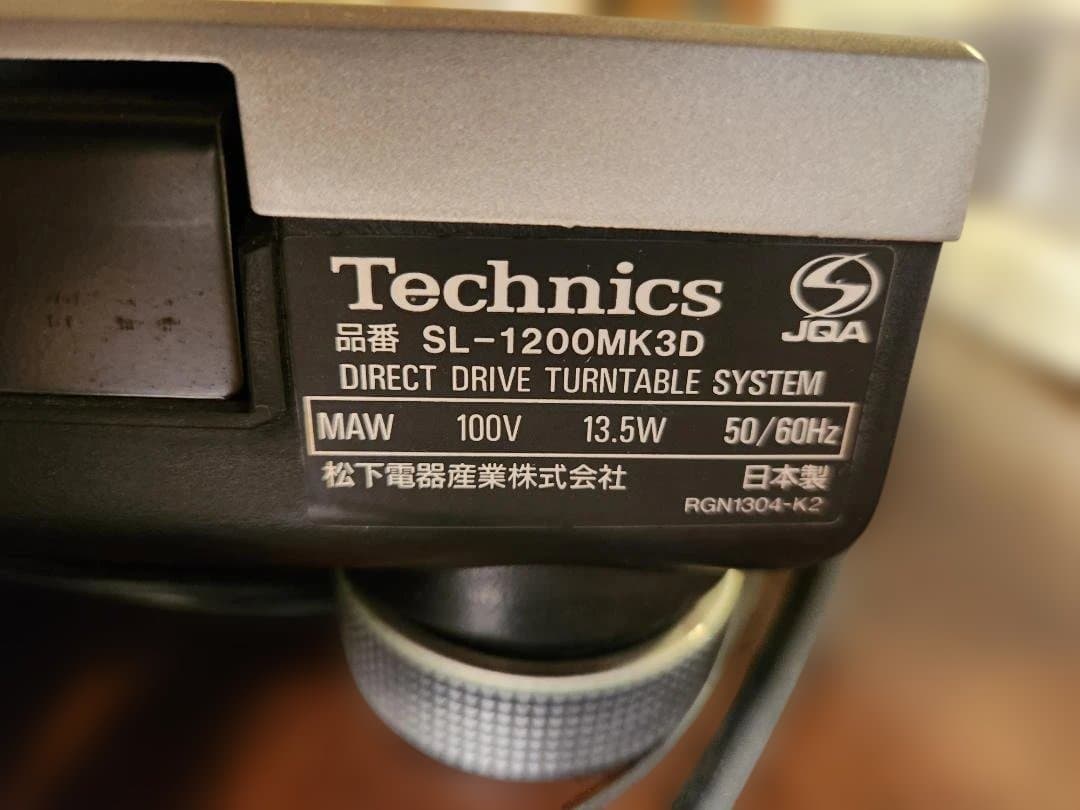 Technics
JQA
品番 SL-1200MK3D
DIRECT DRIVE TURNTABLE SYSTEM
MAW 100V 13.5W 50/60Hz
松下電器産業株式会社 日本製
RGN1304-K2